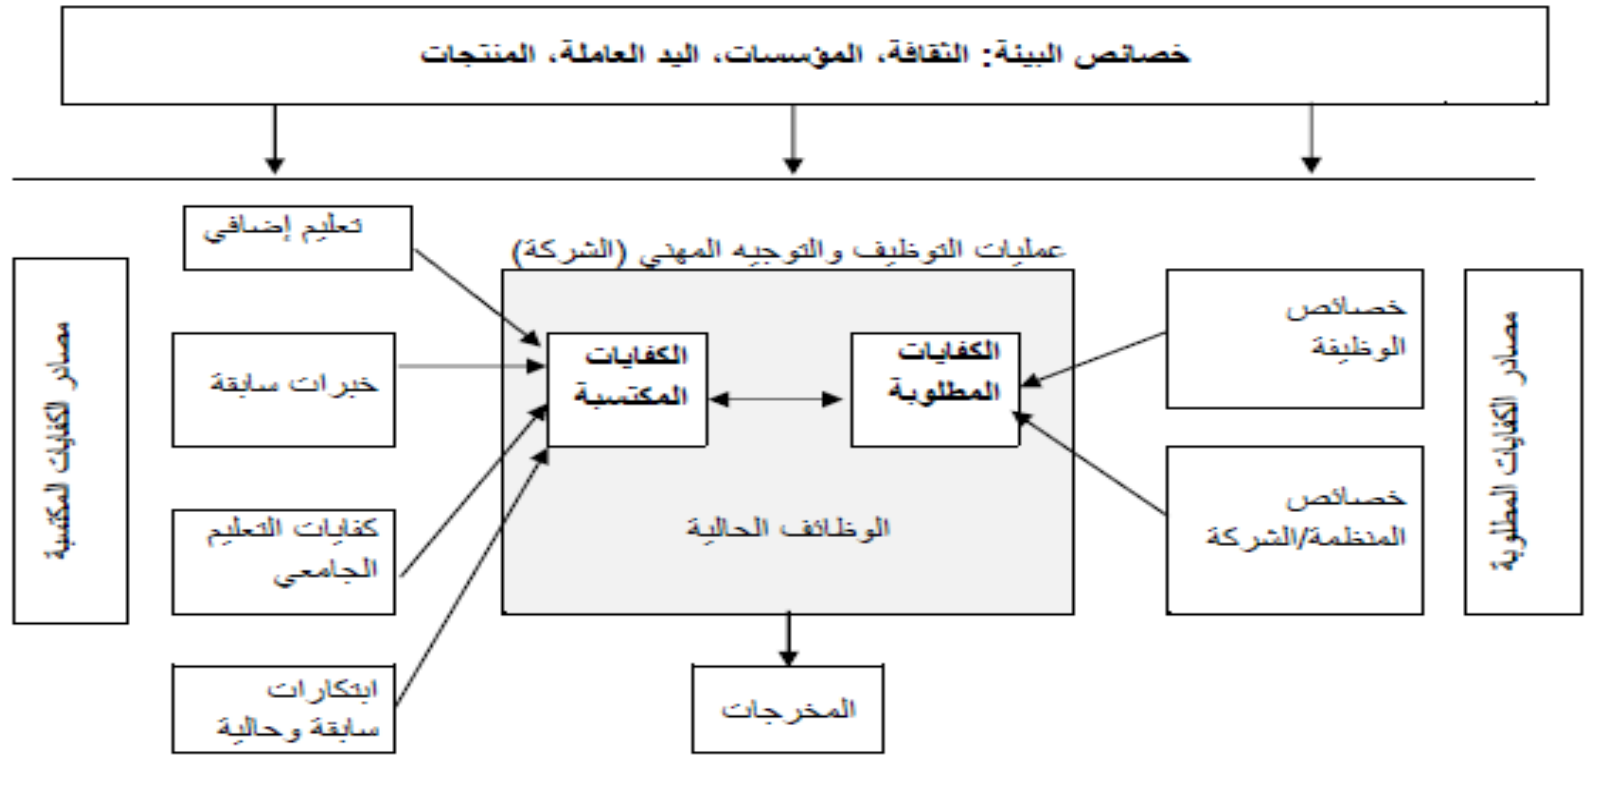 خصائص البيئة: الثقافة، المؤسسات، اليد العاملة، المنتجات
عمليات التوظيف والتوجيه المهني (الشركة)
مصادر الكفايات المطلوبة
خصائص
الوظيفة
خصائص
المنظمة/الشركة
الكفايات
المطلوبة
الكفايات
المكتسبة
الوظائف الحالية
المخرجات
تعليم إضافي
خبرات سابقة
كفايات التعليم
الجامعي
ابتكارات
سابقة وحالية
مصادر الكفايات المكتسبة